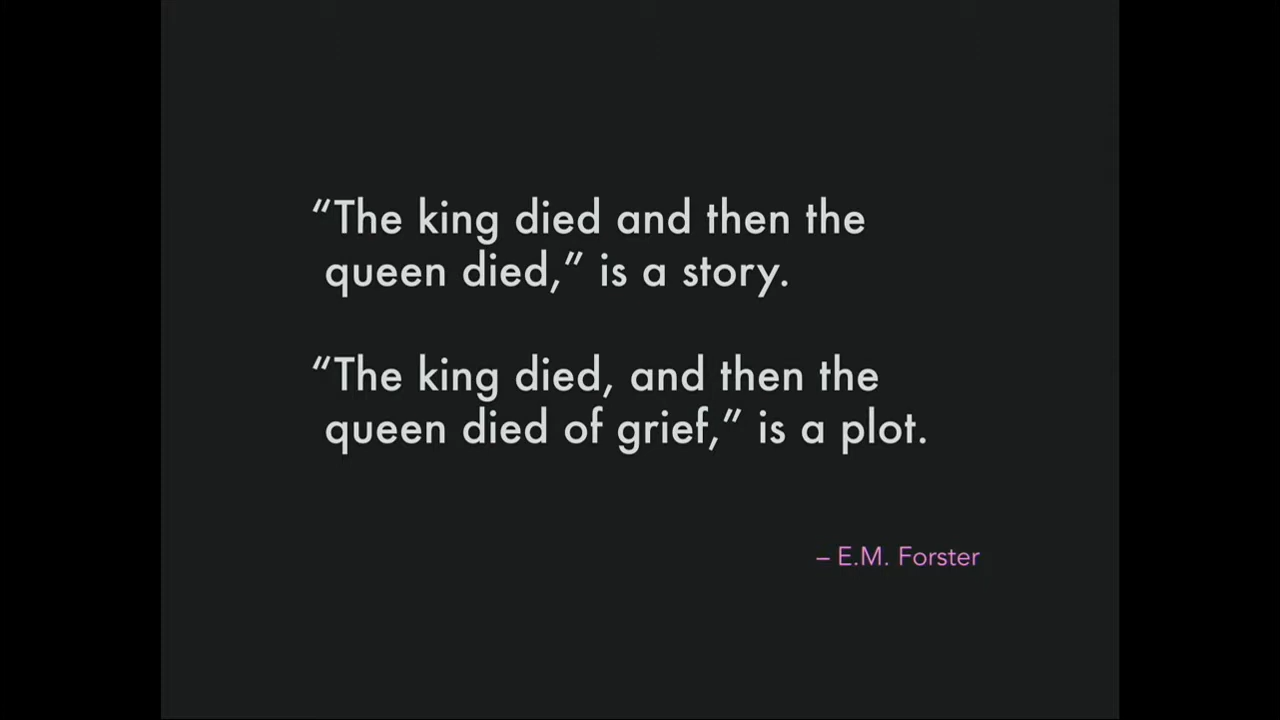 “The king died and then the
queen died,” is a story.
“The king died, and then the
queen died of grief,” is a plot.
– E.M. Forster